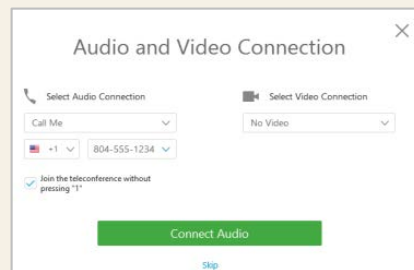 Audio and Video Connection
Select Audio Connection
Select Video Connection
Call Me
No Video
+1
804-555-1234
Join the teleconference without
pressing "1"
Connect Audio
Skip